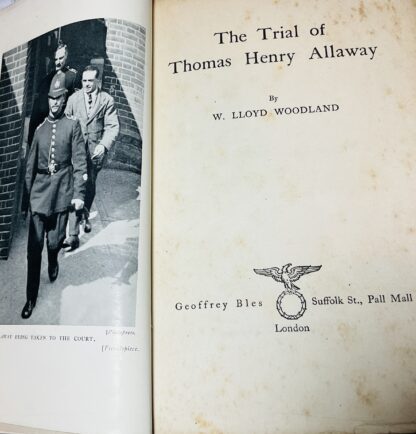 AWAY BEING TAKEN TO THE COURT.
[Frontispiece.
The Trial of
Thomas Henry Allaway
By
W. LLOYD WOODLAND
Geoffrey Bles Suffolk St., Pall Mall
London